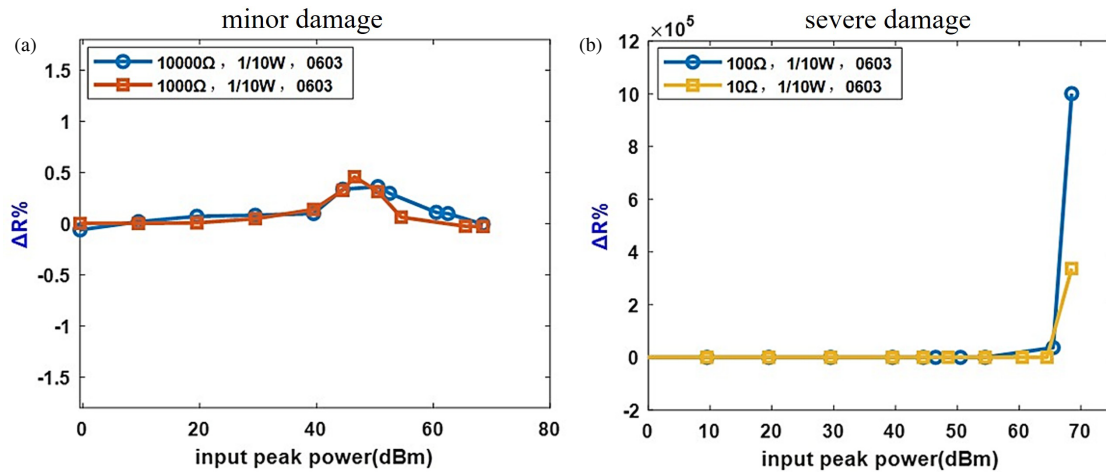 minor damage
(a)
10000Ω，1/10W，0603
1000Ω，1/10W，0603
1.5
1
0.5
0
-0.5
-1
-1.5
ΔR%
0 20 40 60 80
input peak power(dBm)
severe damage
(b)
×10⁵
100Ω，1/10W，0603
10Ω，1/10W，0603
12
10
8
6
4
2
0
-2
ΔR%
0 10 20 30 40 50 60 70
input peak power(dBm)